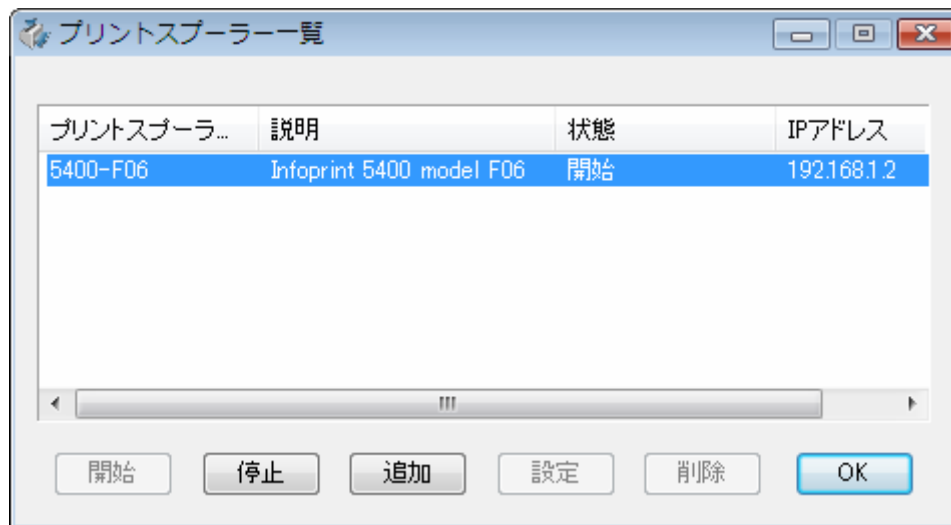 プリントスプーラー一覧
プリントスプーラ... 説明 状態 IPアドレス
5400-F06 Infoprint 5400 model F06 開始 192.168.1.2
開始 停止 追加 設定 削除 OK